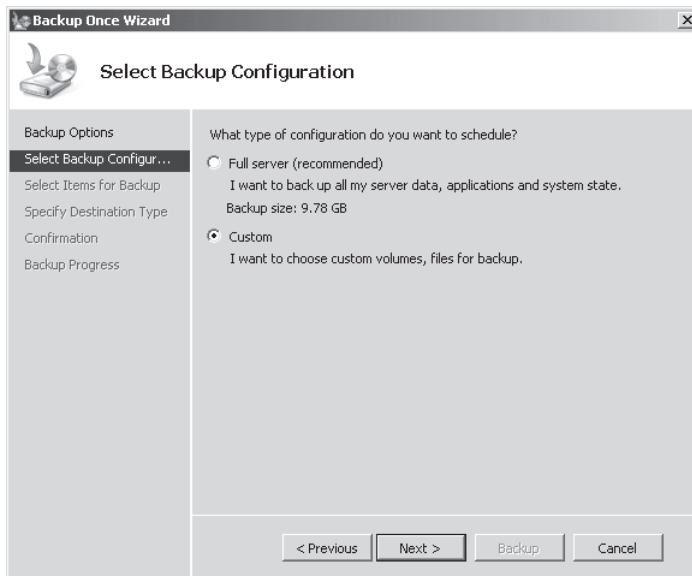 Backup Once Wizard
Select Backup Configuration
Backup Options
Select Backup Configur...
Select Items for Backup
Specify Destination Type
Confirmation
Backup Progress
What type of configuration do you want to schedule?
Full server (recommended)
I want to back up all my server data, applications and system state.
Backup size: 9.78 GB
Custom
I want to choose custom volumes, files for backup.
< Previous
Next >
Backup
Cancel